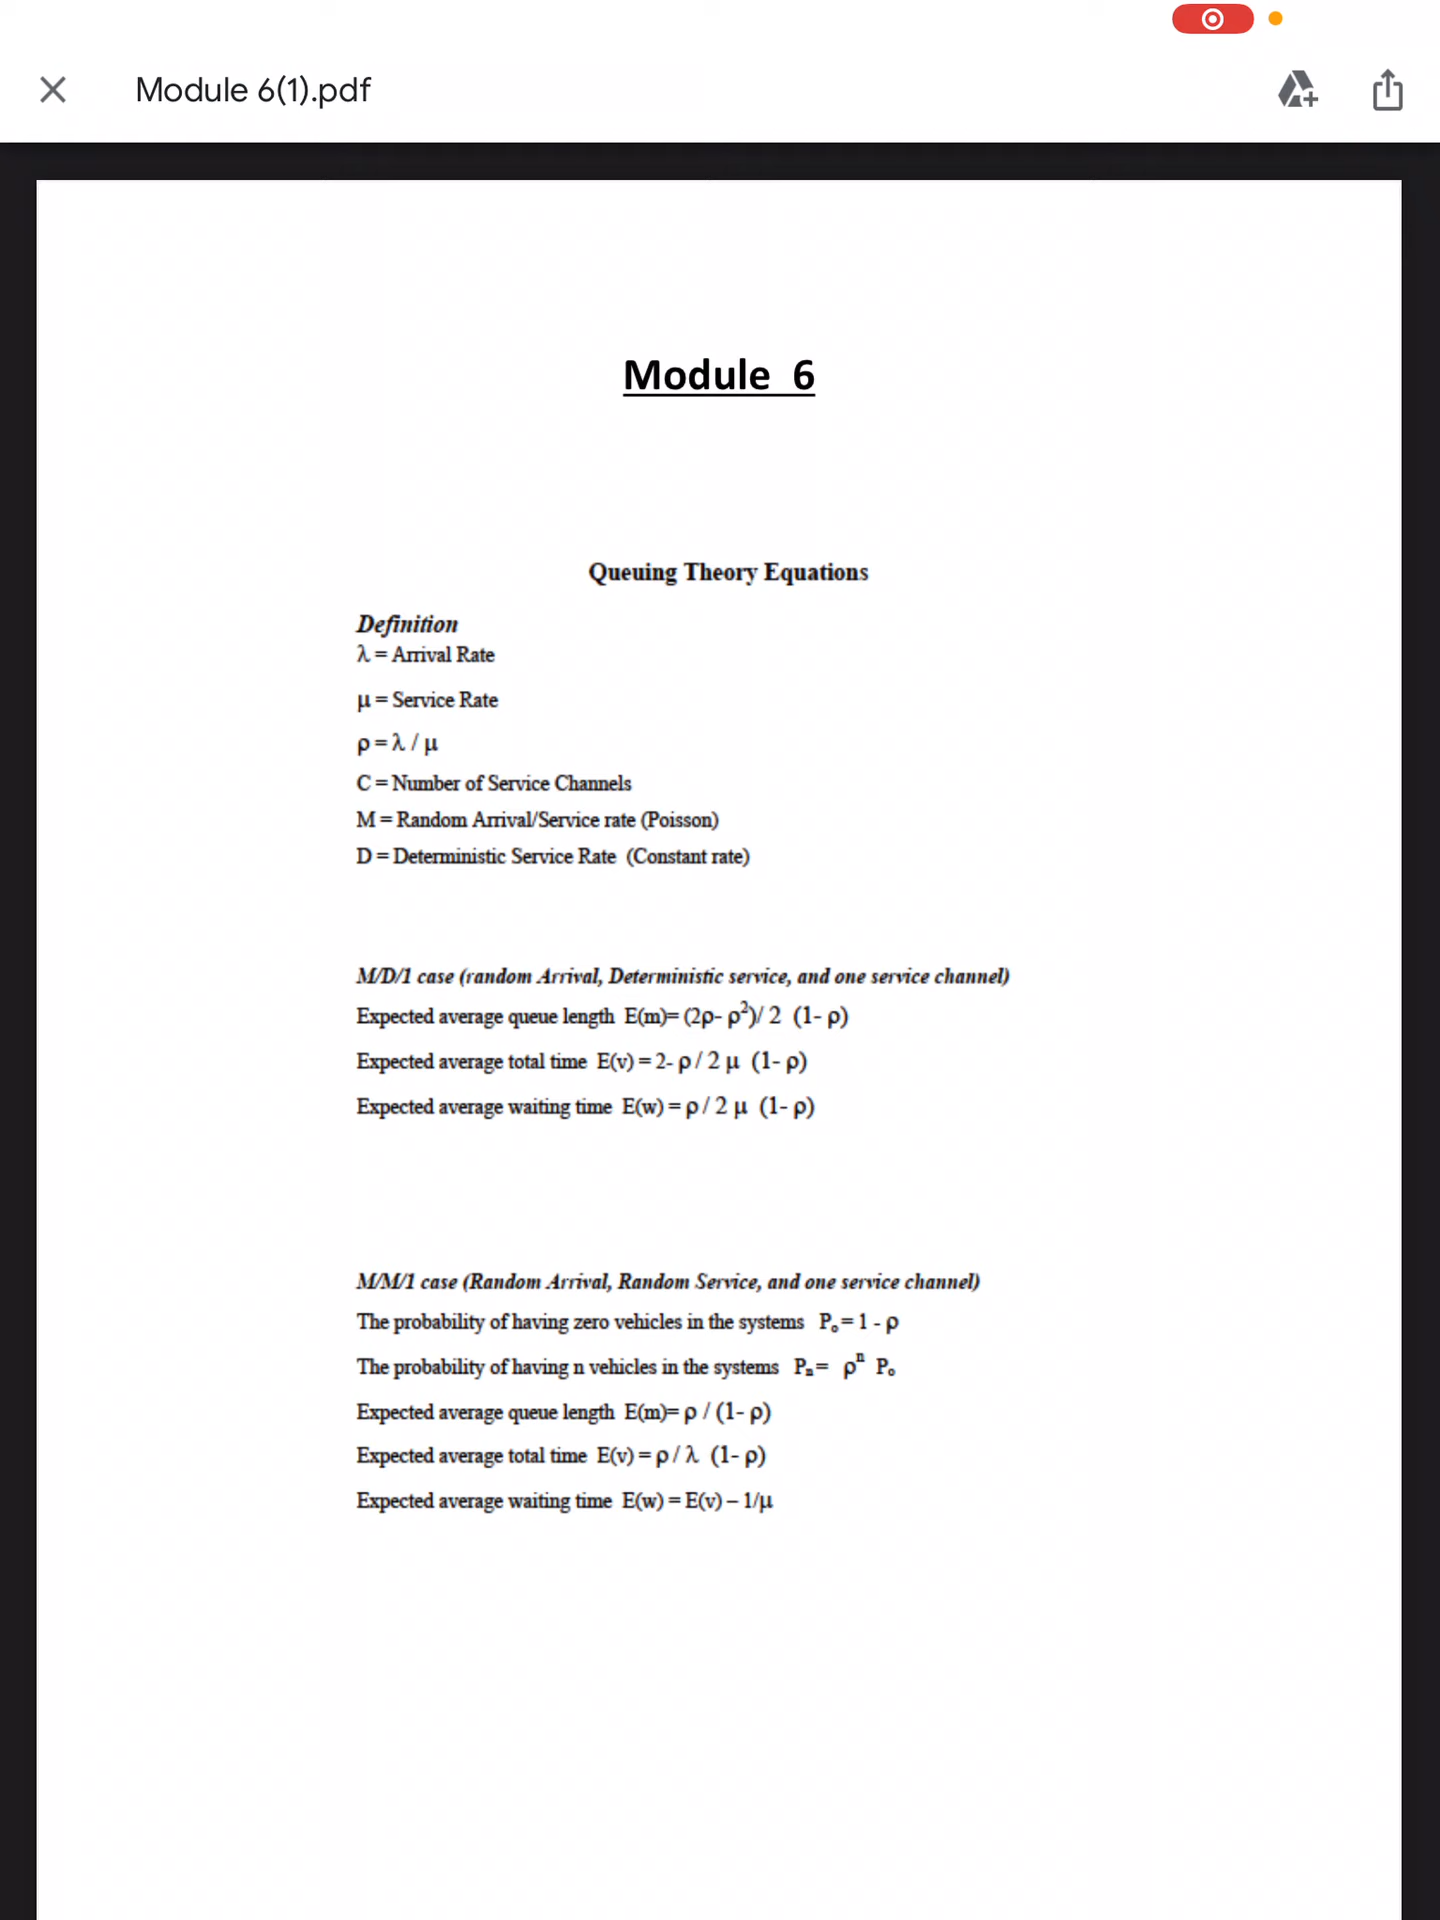 Module 6(1).pdf
Module 6
Queuing Theory Equations
Definition
λ = Arrival Rate
μ = Service Rate
ρ = λ / μ
C = Number of Service Channels
M = Random Arrival/Service rate (Poisson)
D = Deterministic Service Rate (Constant rate)
M/D/1 case (random Arrival, Deterministic service, and one service channel)
Expected average queue length E(m)= (2ρ- ρ²)/ 2 (1- ρ)
Expected average total time E(v) = 2- ρ / 2 μ (1- ρ)
Expected average waiting time E(w) = ρ / 2 μ (1- ρ)
M/M/1 case (Random Arrival, Random Service, and one service channel)
The probability of having zero vehicles in the systems Pₒ = 1 - ρ
The probability of having n vehicles in the systems Pₙ = ρⁿ Pₒ
Expected average queue length E(m)= ρ / (1- ρ)
Expected average total time E(v) = ρ / λ (1- ρ)
Expected average waiting time E(w) = E(v) – 1/μ